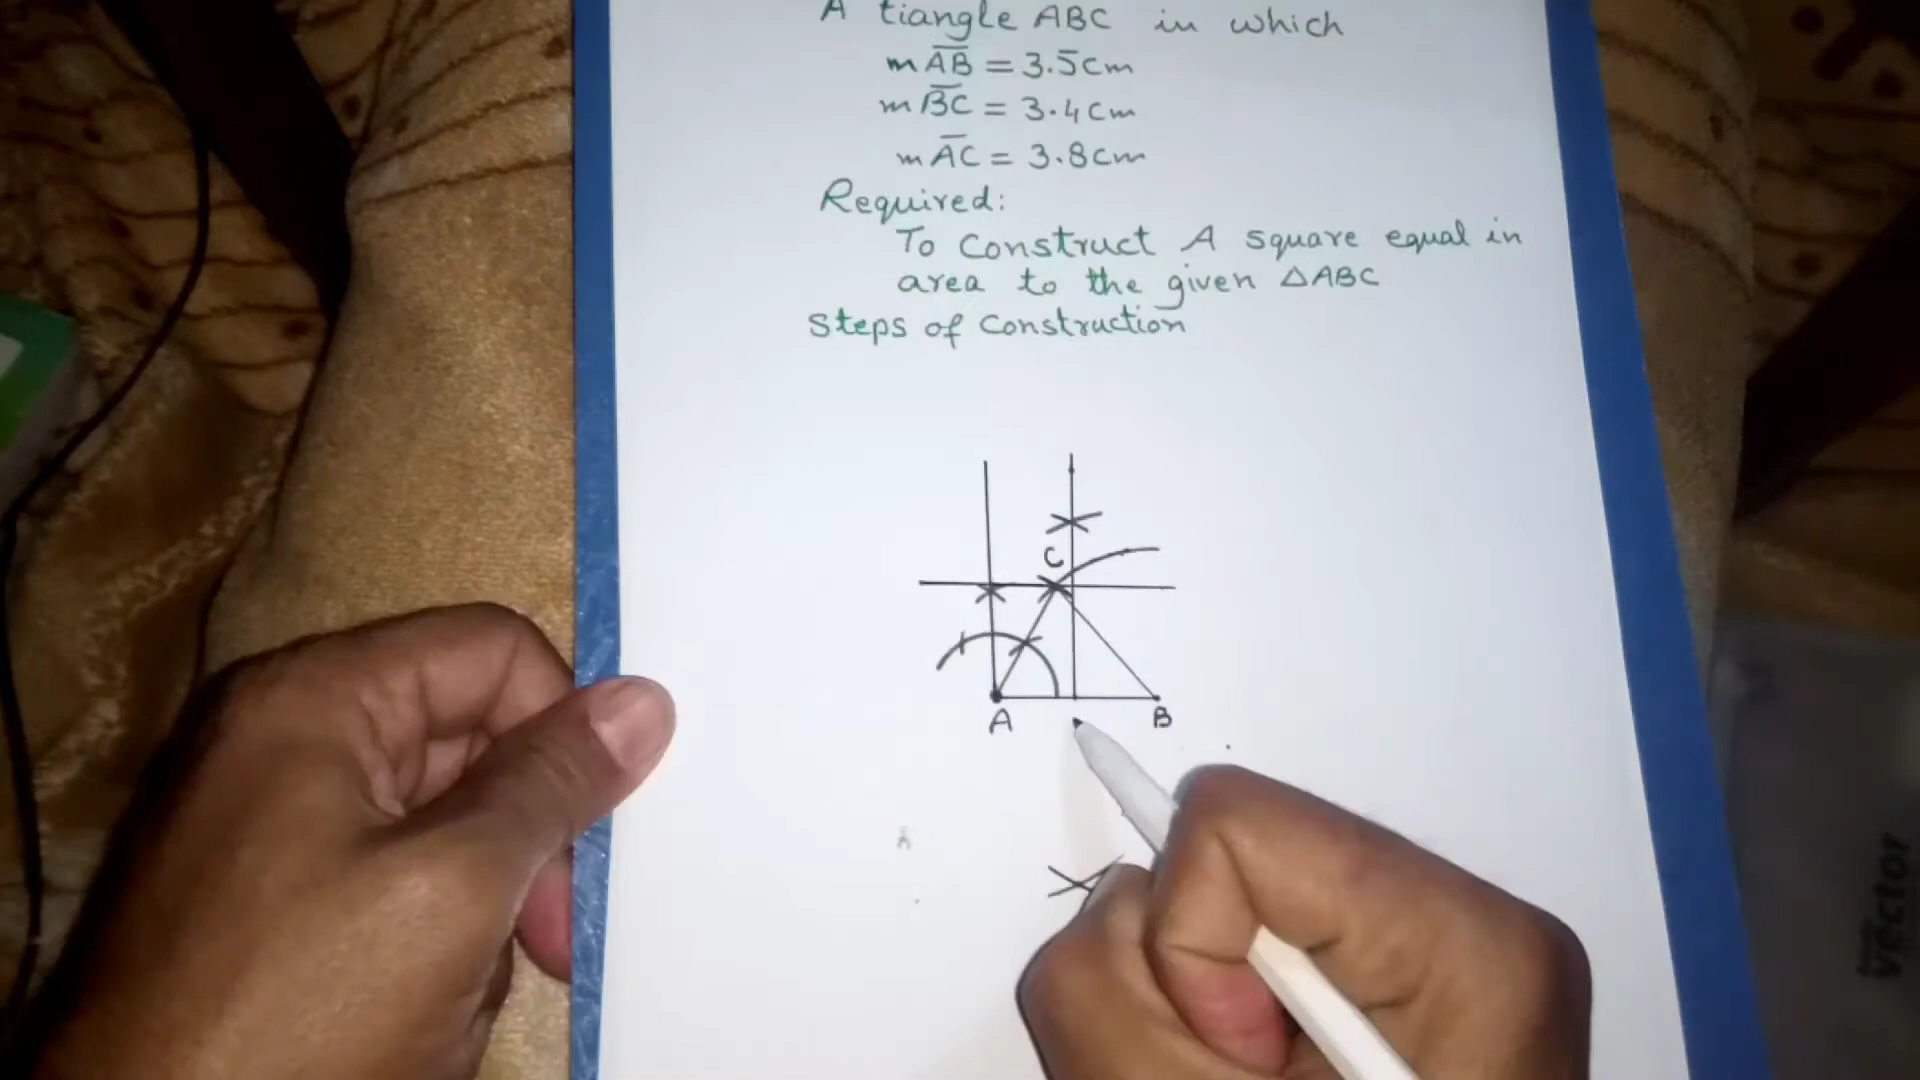 A tiangle ABC in which
mAB = 3.5cm
mBC = 3.4cm
mAC = 3.8cm
Required:
To Construct A square equal in
area to the given △ABC
Steps of Construction
C
A
B
Vector